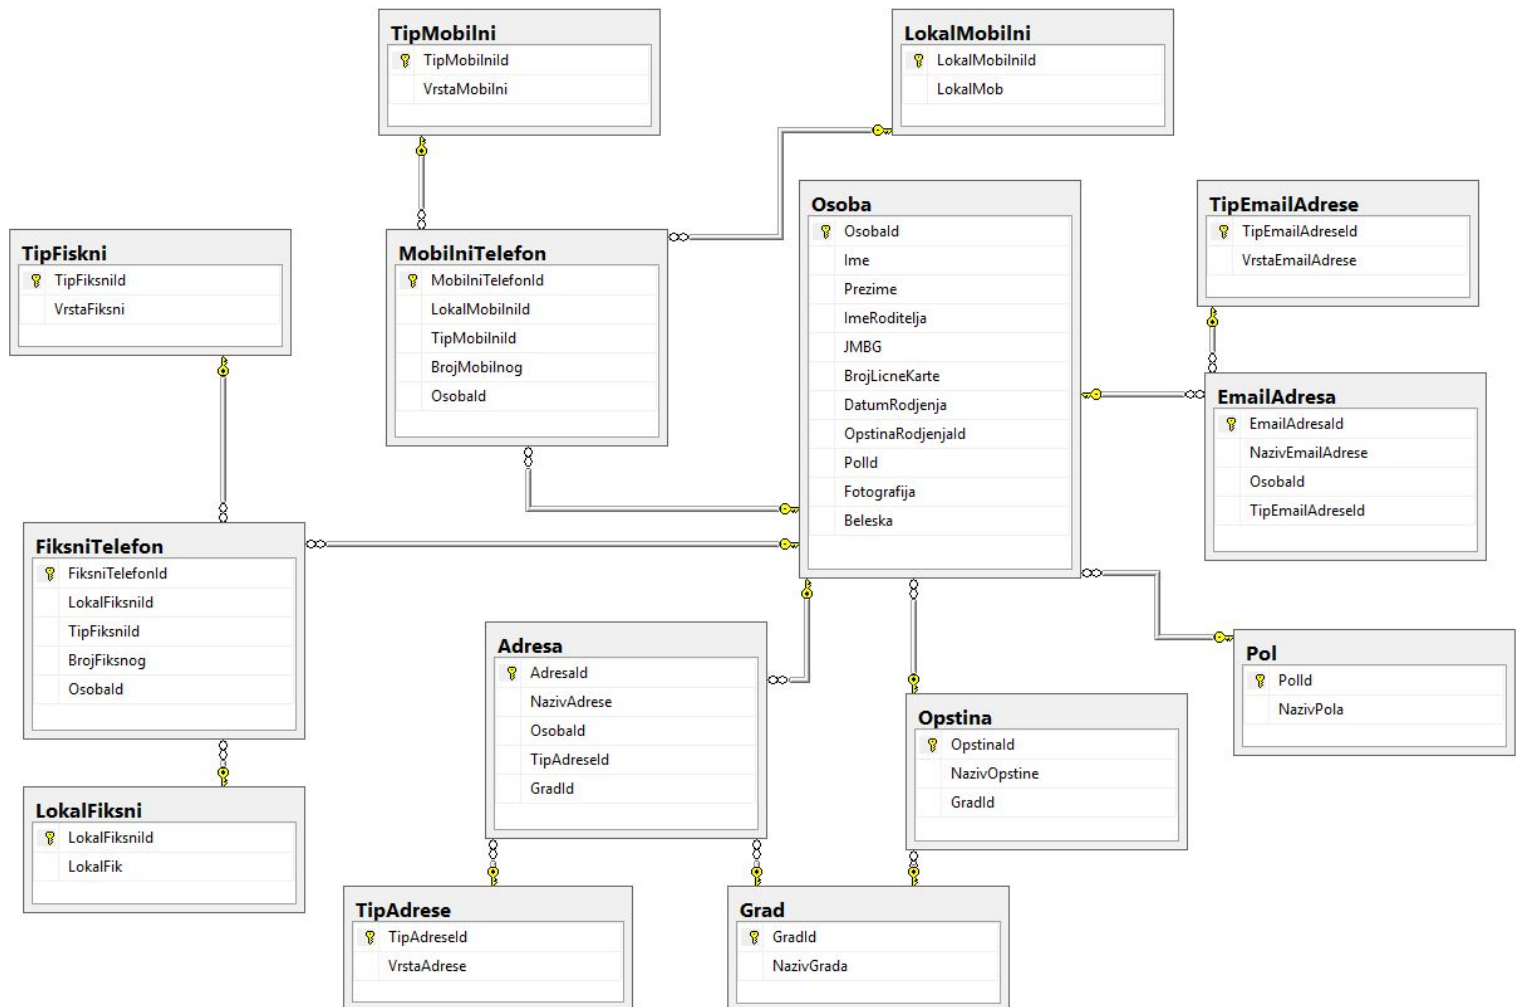 TipMobilni
TipMobilniId
VrstaMobilni
LokalMobilni
LokalMobilniId
LokalMob
Osoba
OsobaId
Ime
Prezime
ImeRoditelja
JMBG
BrojLicneKarte
DatumRodjenja
OpstinaRodjenjaId
PolId
Fotografija
Beleska
TipEmailAdrese
TipEmailAdreseId
VrstaEmailAdrese
TipFiskni
TipFiksniId
VrstaFiksni
MobilniTelefon
MobilniTelefonId
LokalMobilniId
TipMobilniId
BrojMobilnog
OsobaId
EmailAdresa
EmailAdresaId
NazivEmailAdrese
OsobaId
TipEmailAdreseId
FiksniTelefon
FiksniTelefonId
LokalFiksniId
TipFiksniId
BrojFiksnog
OsobaId
Adresa
AdresaId
NazivAdrese
OsobaId
TipAdreseId
GradId
Pol
PolId
NazivPola
Opstina
OpstinaId
NazivOpstine
GradId
LokalFiksni
LokalFiksniId
LokalFik
TipAdrese
TipAdreseId
VrstaAdrese
Grad
GradId
NazivGrada